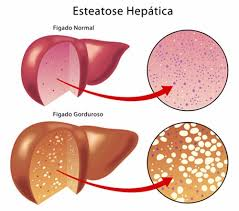 Esteatose Hepática
Fígado Normal
Fígado Gorduroso